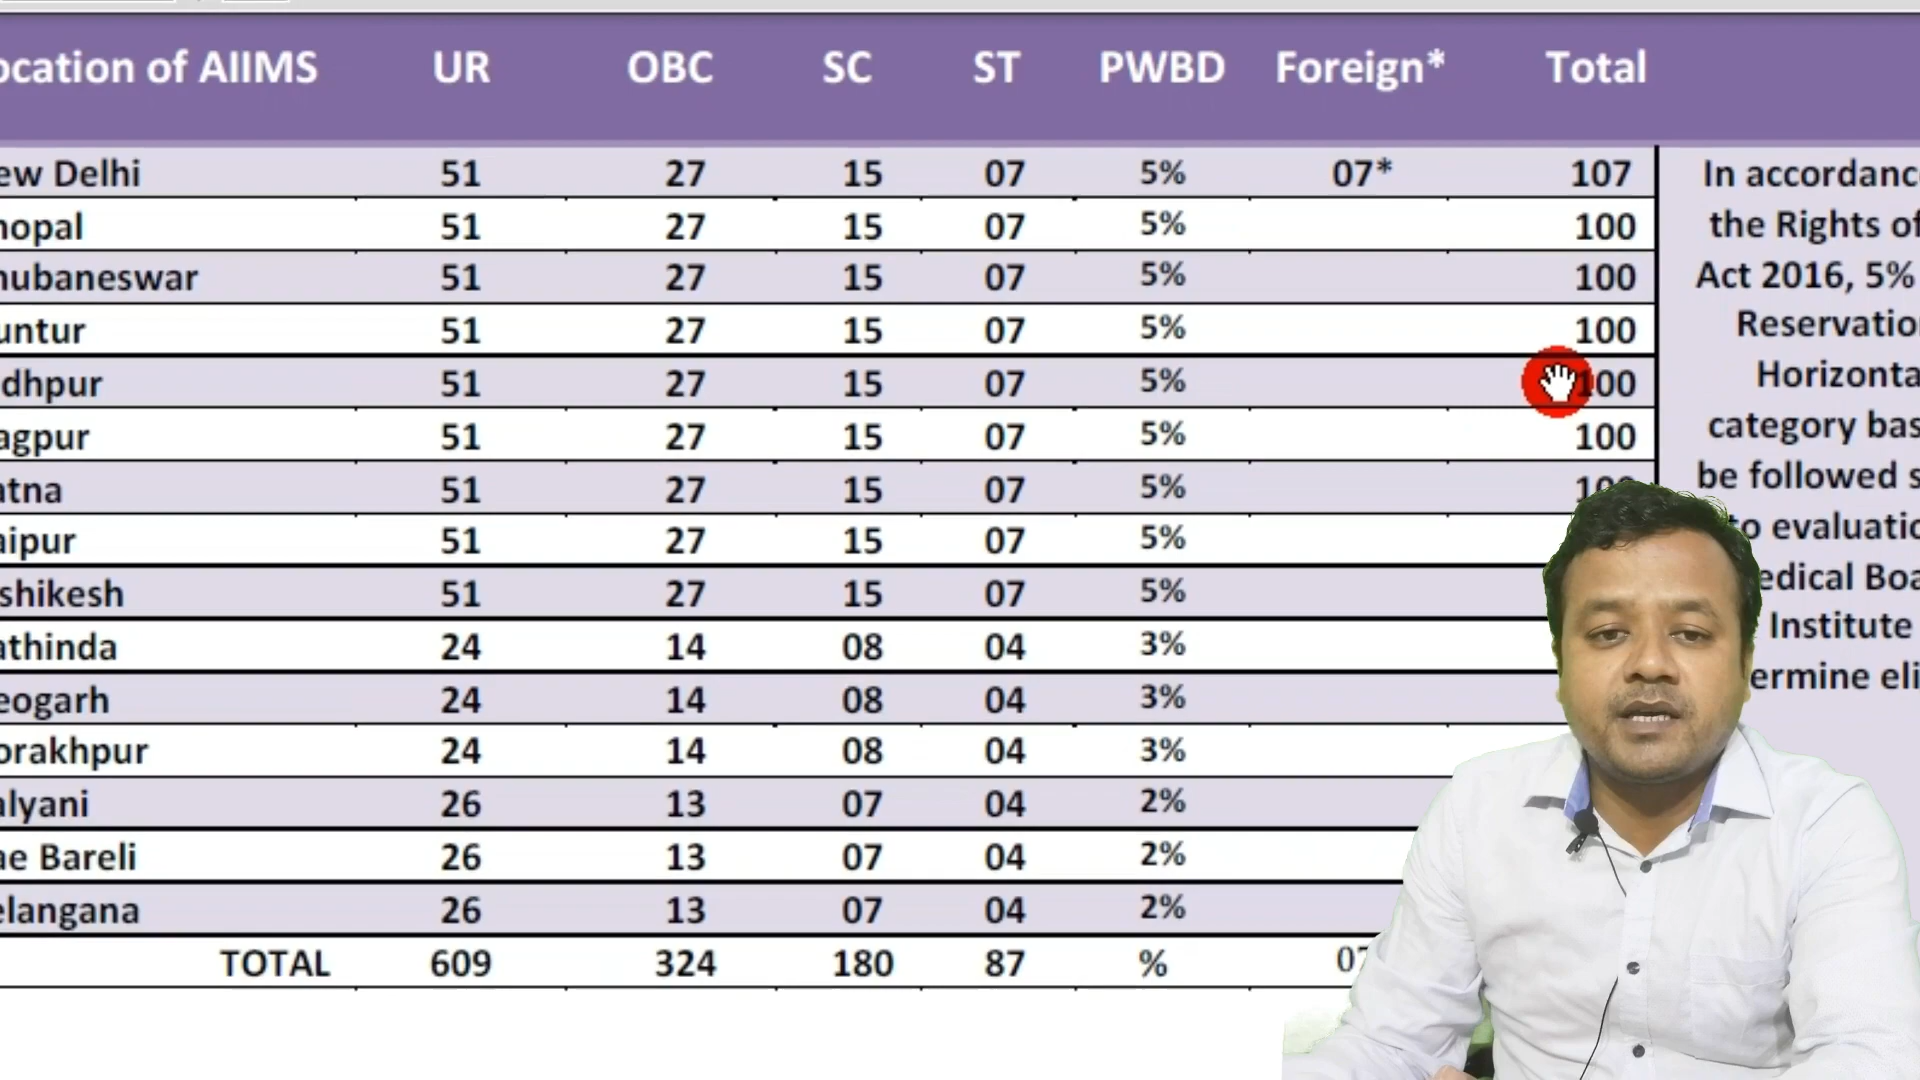 ocation of AIIMS UR OBC SC ST PWBD Foreign* Total
ew Delhi 51 27 15 07 5% 07* 107
hopal 51 27 15 07 5% 100
hubaneswar 51 27 15 07 5% 100
untur 51 27 15 07 5% 100
dhpur 51 27 15 07 5% 100
agpur 51 27 15 07 5% 100
atna 51 27 15 07 5% 100
aipur 51 27 15 07 5%
shikesh 51 27 15 07 5%
athinda 24 14 08 04 3%
eogarh 24 14 08 04 3%
orakhpur 24 14 08 04 3%
alyani 26 13 07 04 2%
ae Bareli 26 13 07 04 2%
elangana 26 13 07 04 2%
TOTAL 609 324 180 87 % 07
In accordanc
the Rights of
Act 2016, 5%
Reservatio
Horizonta
category bas
be followed s
to evaluatio
edical Boa
Institute
ermine eli